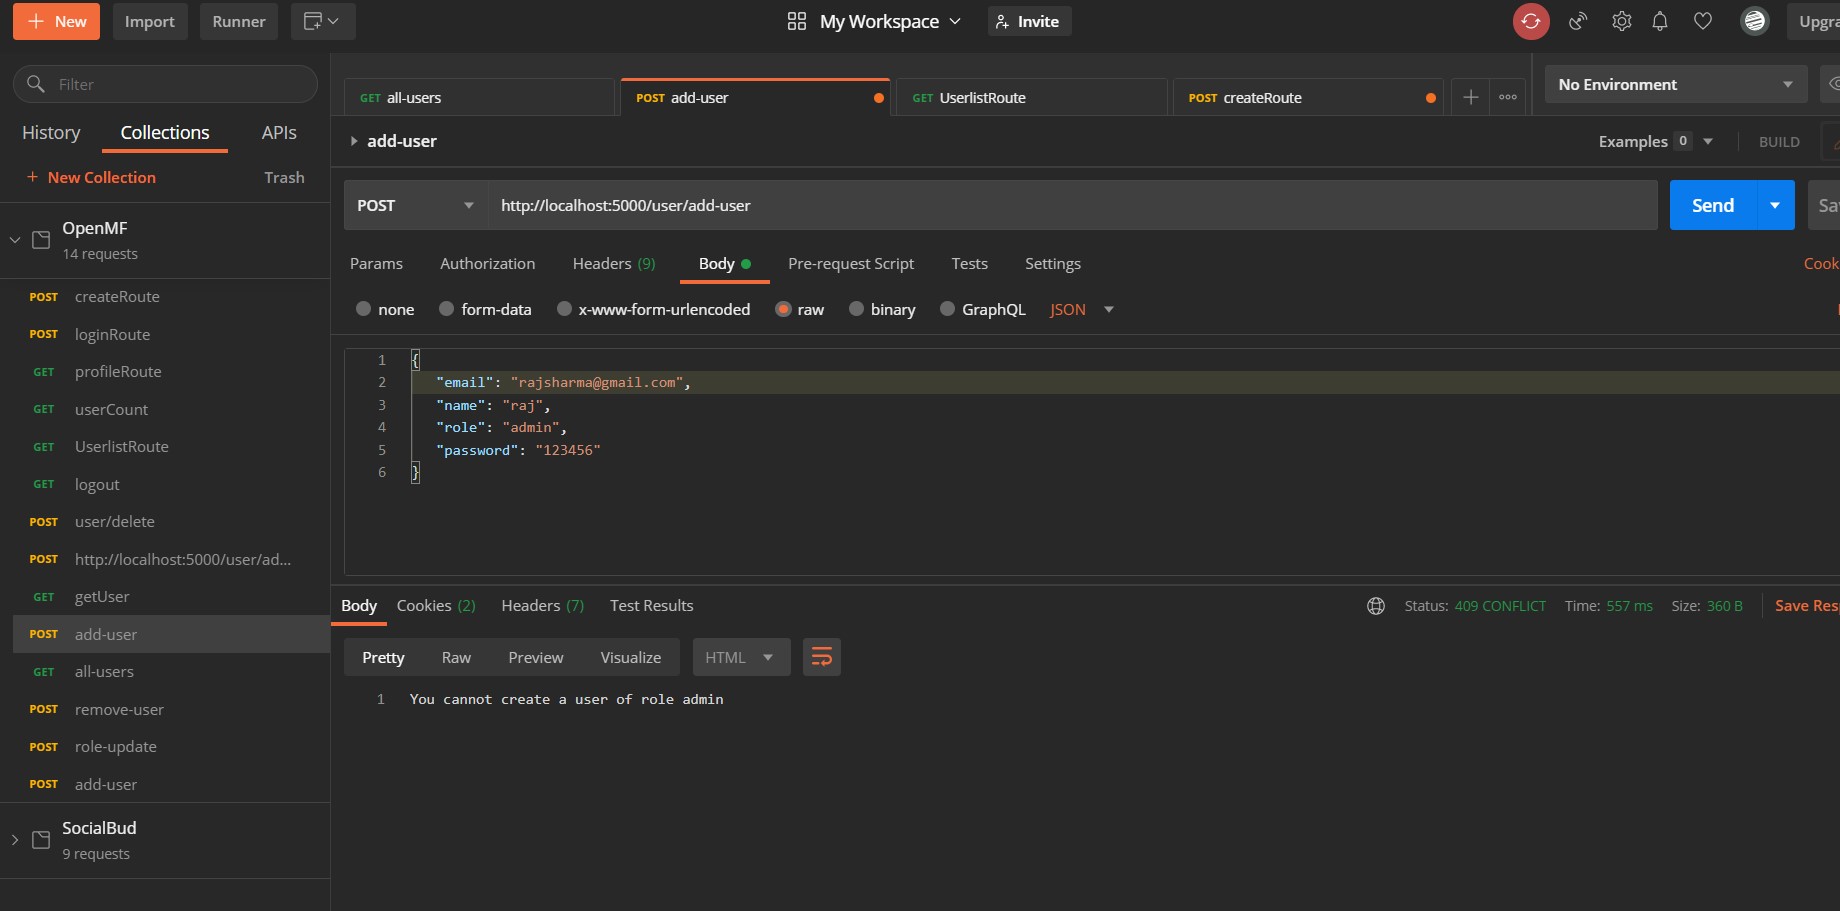 New Import Runner
My Workspace Invite
Upgra
Filter
History Collections APIs
+ New Collection Trash
OpenMF
14 requests
POST createRoute
POST loginRoute
GET profileRoute
GET userCount
GET UserlistRoute
GET logout
POST user/delete
POST http://localhost:5000/user/ad...
GET getUser
POST add-user
GET all-users
POST remove-user
POST role-update
POST add-user
SocialBud
9 requests
GET all-users POST add-user GET UserlistRoute POST createRoute
No Environment
add-user
Examples 0 BUILD
POST http://localhost:5000/user/add-user Send Sav
Params Authorization Headers (9) Body Pre-request Script Tests Settings Cook
none form-data x-www-form-urlencoded raw binary GraphQL JSON
1 {
2 "email": "rajsharma@gmail.com",
3 "name": "raj",
4 "role": "admin",
5 "password": "123456"
6 }
Body Cookies (2) Headers (7) Test Results Status: 409 CONFLICT Time: 557 ms Size: 360 B Save Resp
Pretty Raw Preview Visualize HTML
1 You cannot create a user of role admin